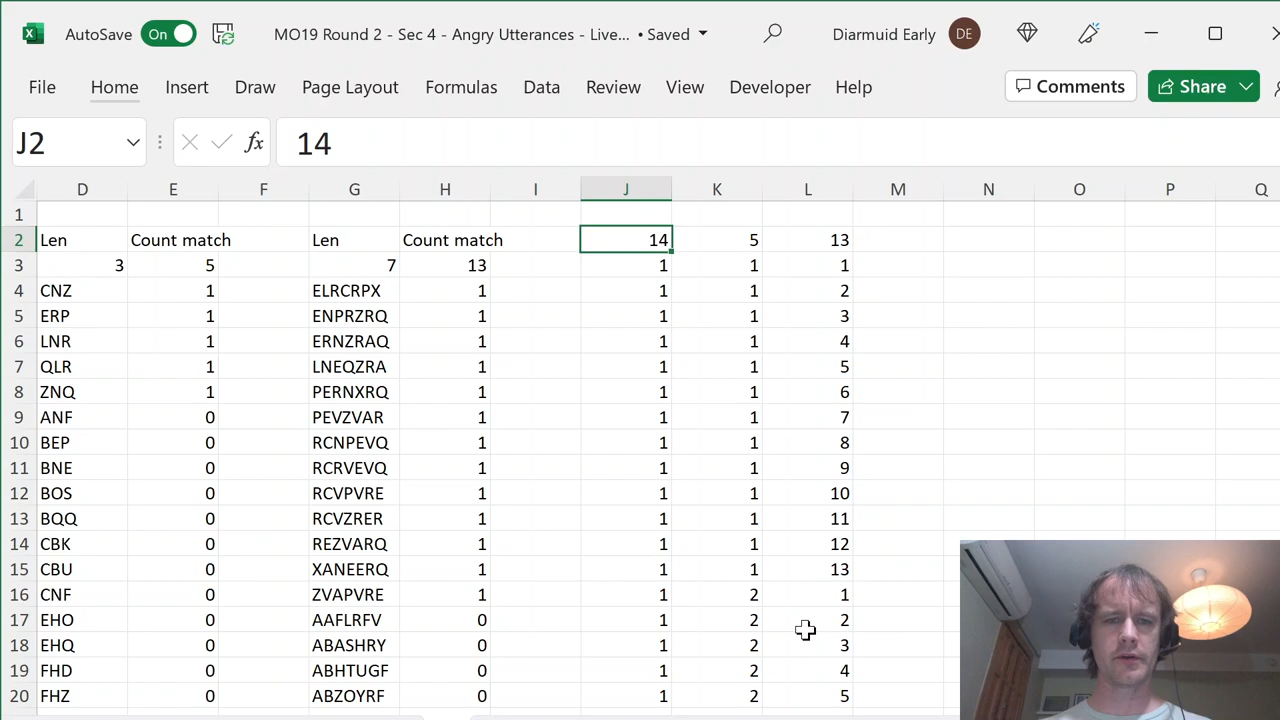 AutoSave On MO19 Round 2 - Sec 4 - Angry Utterances - Live... • Saved Diarmuid Early DE
File Home Insert Draw Page Layout Formulas Data Review View Developer Help Comments Share
J2 fx 14
D E F G H I J K L M N O P Q
1
2 Len Count match Len Count match 14 5 13
3 3 5 7 13 1 1 1
4 CNZ 1 ELRCRPX 1 1 1 2
5 ERP 1 ENPRZRQ 1 1 1 3
6 LNR 1 ERNZRAQ 1 1 1 4
7 QLR 1 LNEQZRA 1 1 1 5
8 ZNQ 1 PERNXRQ 1 1 1 6
9 ANF 0 PEVZVAR 1 1 1 7
10 BEP 0 RCNPEVQ 1 1 1 8
11 BNE 0 RCRVEVQ 1 1 1 9
12 BOS 0 RCVPVRE 1 1 1 10
13 BQQ 0 RCVZRER 1 1 1 11
14 CBK 0 REZVARQ 1 1 1 12
15 CBU 0 XANEERQ 1 1 1 13
16 CNF 0 ZVAPVRE 1 1 2 1
17 EHO 0 AAFLRFV 0 1 2 2
18 EHQ 0 ABASHRY 0 1 2 3
19 FHD 0 ABHTUGF 0 1 2 4
20 FHZ 0 ABZOYRF 0 1 2 5